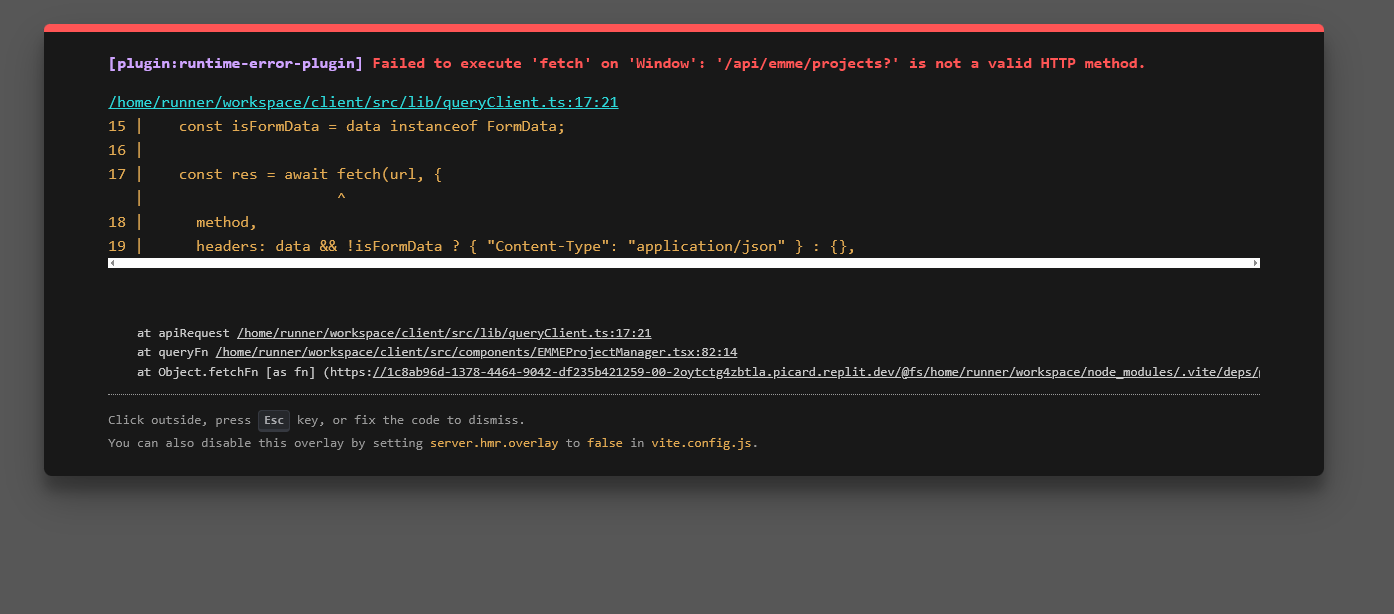 [plugin:runtime-error-plugin] Failed to execute 'fetch' on 'Window': '/api/emme/projects?' is not a valid HTTP method.
/home/runner/workspace/client/src/lib/queryClient.ts:17:21
15 |    const isFormData = data instanceof FormData;
16 |
17 |    const res = await fetch(url, {
   |                      ^
18 |      method,
19 |      headers: data && !isFormData ? { "Content-Type": "application/json" } : {},
at apiRequest /home/runner/workspace/client/src/lib/queryClient.ts:17:21
at queryFn /home/runner/workspace/client/src/components/EMMEProjectManager.tsx:82:14
at Object.fetchFn [as fn] (https://1c8ab96d-1378-4464-9042-df235b421259-00-2oytctg4zbtla.picard.replit.dev/@fs/home/runner/workspace/node_modules/.vite/deps/
Click outside, press Esc key, or fix the code to dismiss.
You can also disable this overlay by setting server.hmr.overlay to false in vite.config.js.